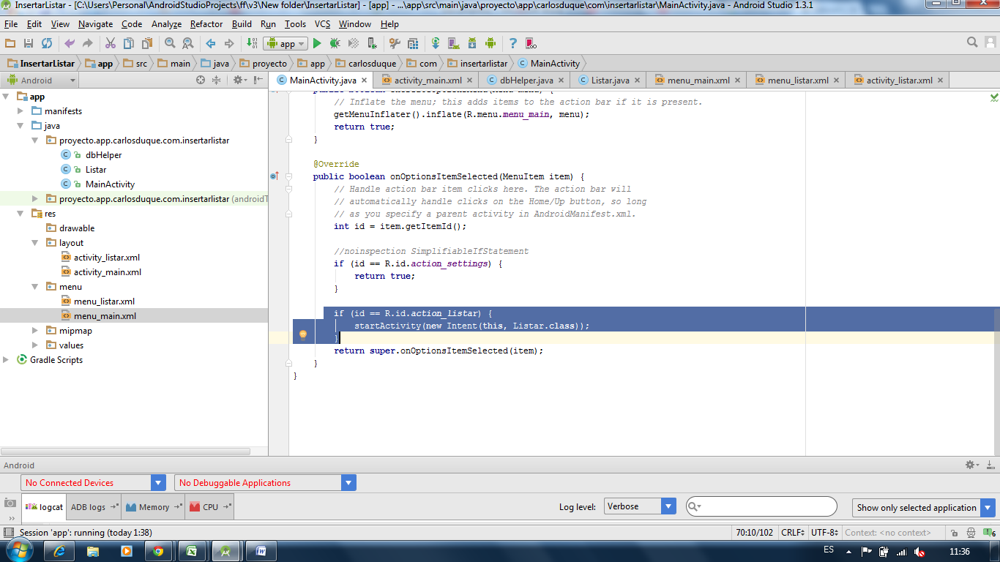 InsertarListar - [C:\Users\Personal\AndroidStudioProjects\ff\v3\New folder\InsertarListar] - [app] - ...\app\src\main\java\proyecto\app\carlosduque\com\insertarlistar\MainActivity.java - Android Studio 1.3.1
File Edit View Navigate Code Analyze Refactor Build Run Tools VCS Window Help
app
InsertarListar app src main java proyecto app carlosduque com insertarlistar MainActivity
Android
MainActivity.java activity_main.xml dbHelper.java Listar.java menu_main.xml menu_listar.xml activity_listar.xml
app
manifests
java
proyecto.app.carlosduque.com.insertarlistar
dbHelper
Listar
MainActivity
proyecto.app.carlosduque.com.insertarlistar (androidT
res
drawable
layout
activity_listar.xml
activity_main.xml
menu
menu_listar.xml
menu_main.xml
mipmap
values
Gradle Scripts
// Inflate the menu; this adds items to the action bar if it is present.
getMenuInflater().inflate(R.menu.menu_main, menu);
return true;
}
@Override
public boolean onOptionsItemSelected(MenuItem item) {
// Handle action bar item clicks here. The action bar will
// automatically handle clicks on the Home/Up button, so long
// as you specify a parent activity in AndroidManifest.xml.
int id = item.getItemId();
//noinspection SimplifiableIfStatement
if (id == R.id.action_settings) {
return true;
}
if (id == R.id.action_listar) {
startActivity(new Intent(this, Listar.class));
}
return super.onOptionsItemSelected(item);
}
}
Android
No Connected Devices No Debuggable Applications
logcat ADB logs Memory CPU Log level: Verbose Show only selected application
Session 'app': running (today 1:38) 70:10/102 CRLF UTF-8 Context: <no context> 6
ES 11:36